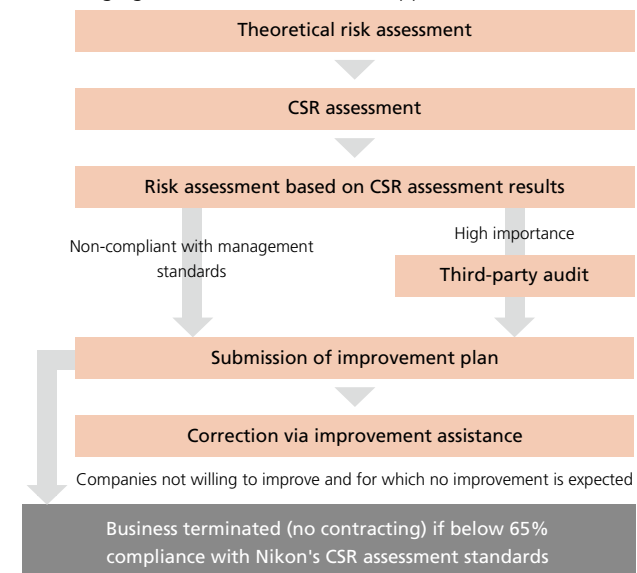 Theoretical risk assessment
CSR assessment
Risk assessment based on CSR assessment results
Non-compliant with management
standards
High importance
Third-party audit
Submission of improvement plan
Correction via improvement assistance
Companies not willing to improve and for which no improvement is expected
Business terminated (no contracting) if below 65%
compliance with Nikon's CSR assessment standards